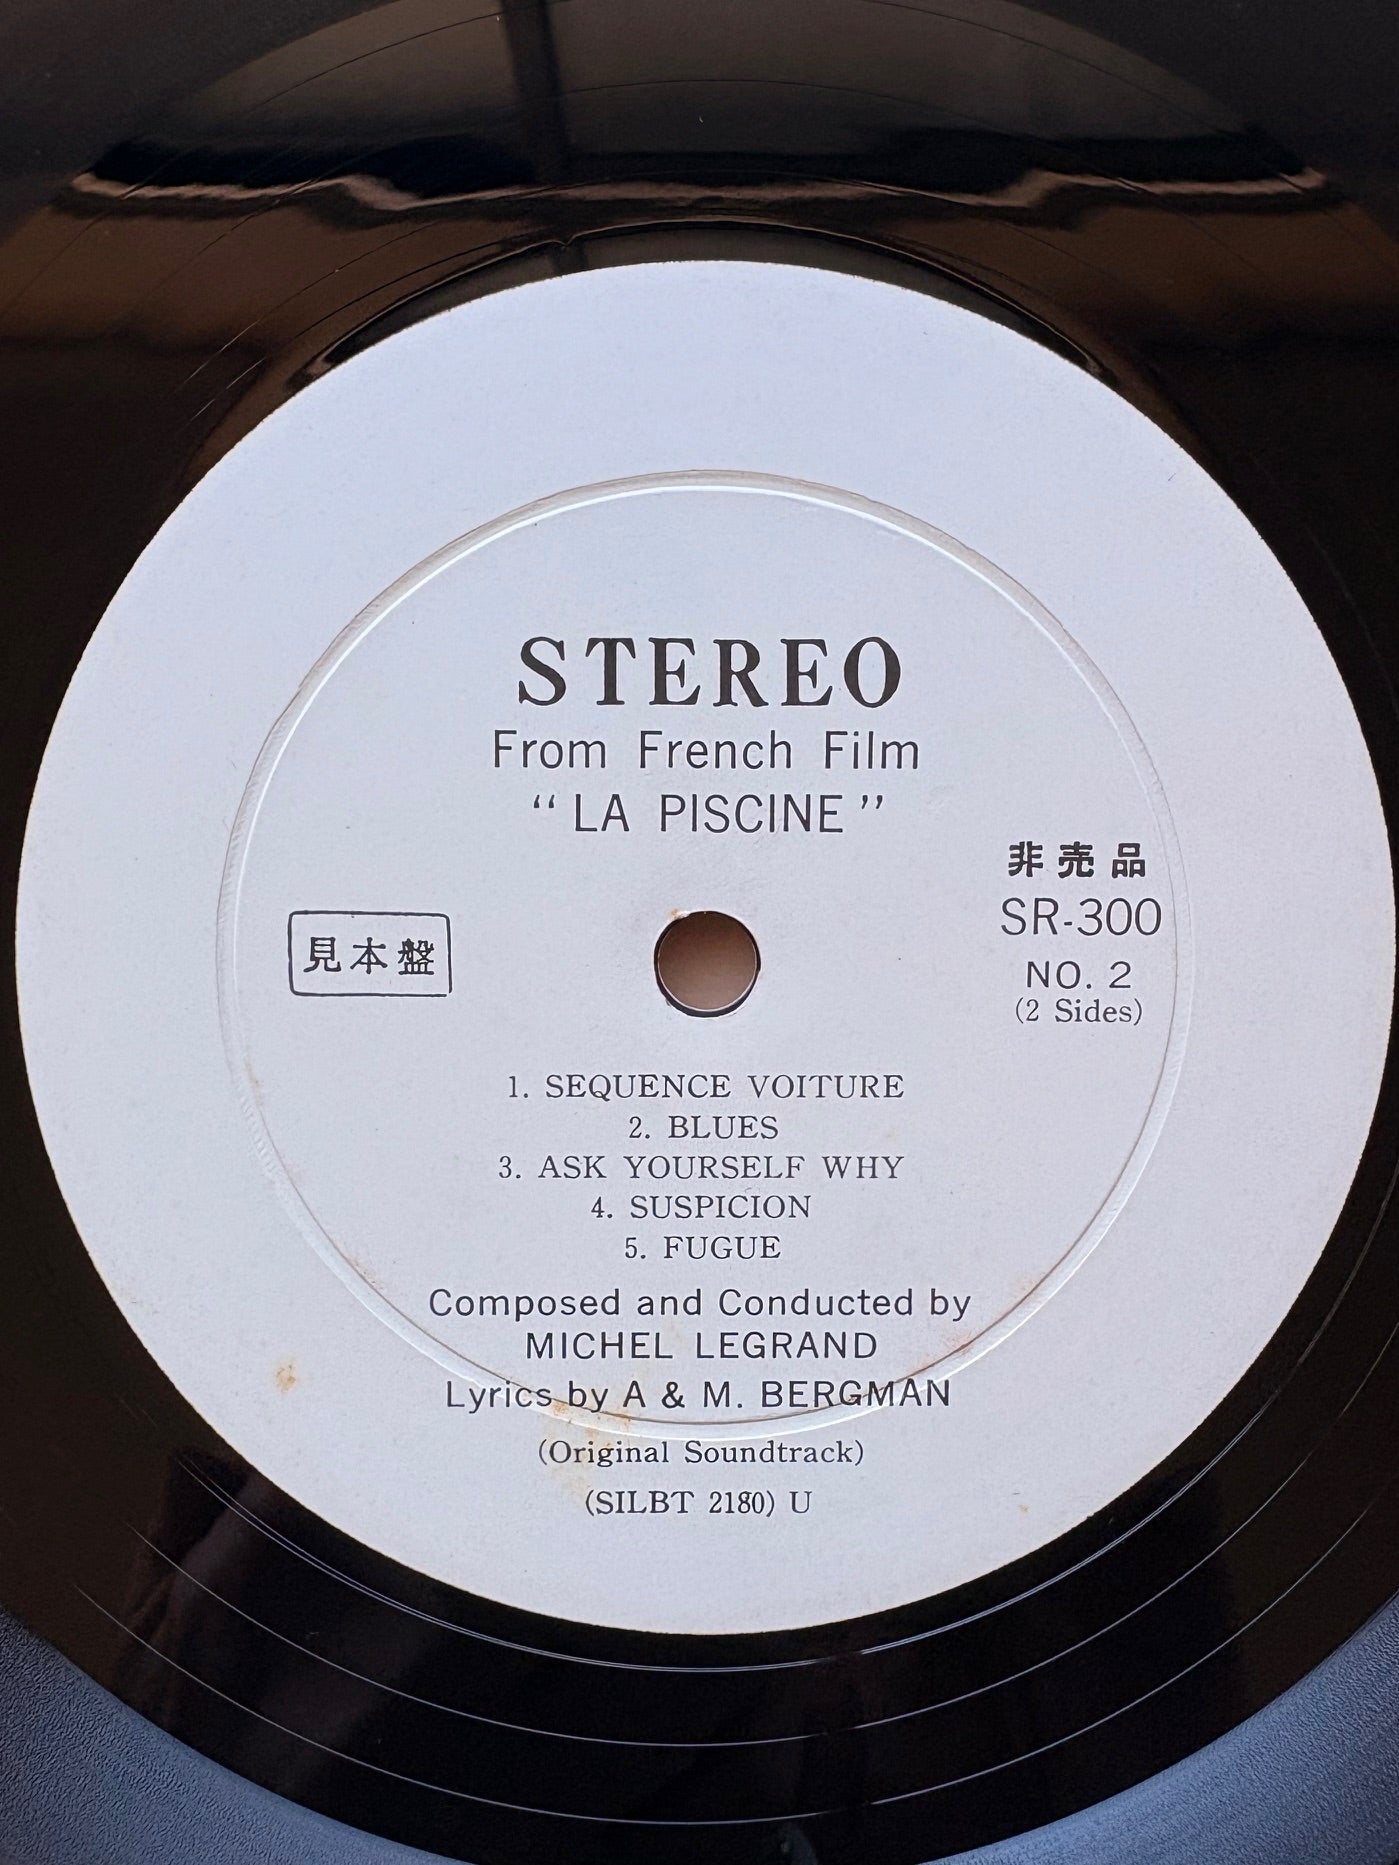 STEREO
From French Film
“LA PISCINE”
非売品
SR-300
見本盤
NO. 2
(2 Sides)
1. SEQUENCE VOITURE
2. BLUES
3. ASK YOURSELF WHY
4. SUSPICION
5. FUGUE
Composed and Conducted by
MICHEL LEGRAND
Lyrics by A & M. BERGMAN
(Original Soundtrack)
(SILBT 2180) U